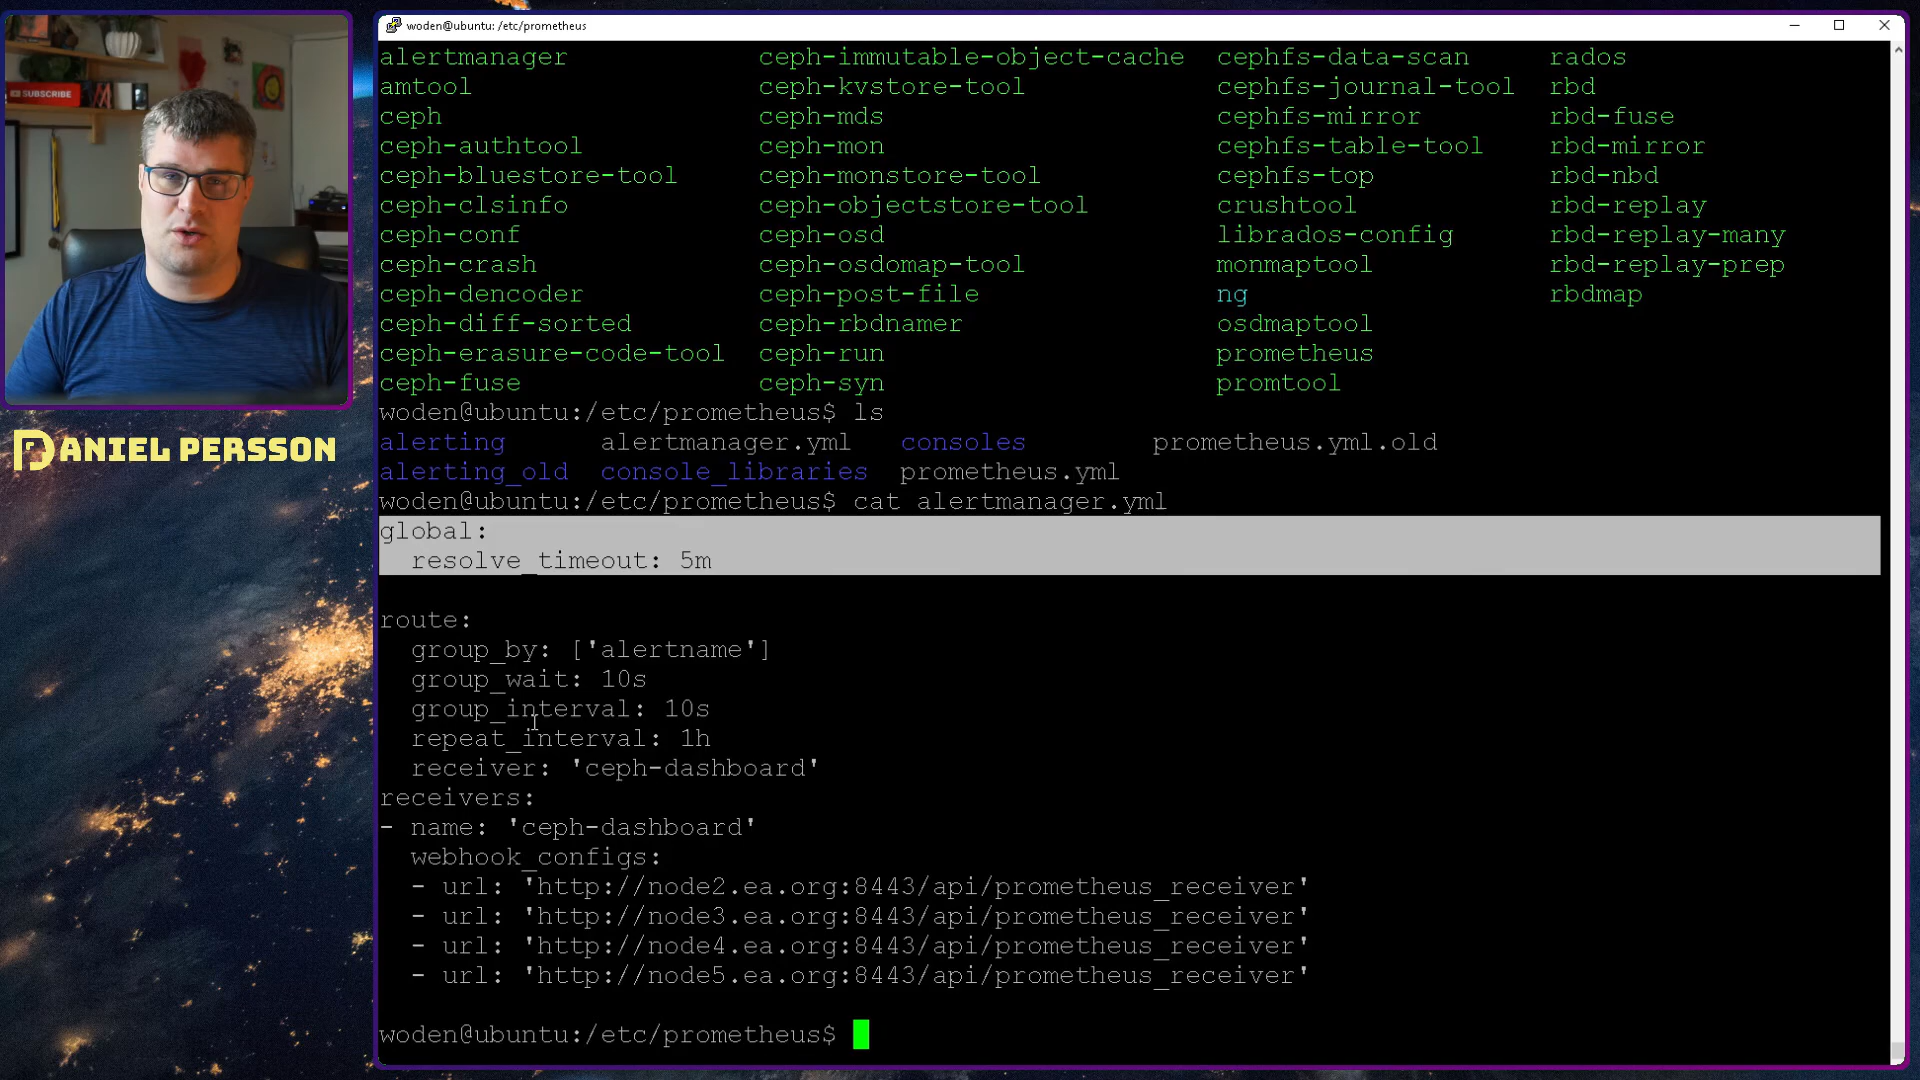 woden@ubuntu: /etc/prometheus
SUBSCRIBE
DANIEL PERSSON
alertmanager ceph-immutable-object-cache cephfs-data-scan rados
amtool ceph-kvstore-tool cephfs-journal-tool rbd
ceph ceph-mds cephfs-mirror rbd-fuse
ceph-authtool ceph-mon cephfs-table-tool rbd-mirror
ceph-bluestore-tool ceph-monstore-tool cephfs-top rbd-nbd
ceph-clsinfo ceph-objectstore-tool crushtool rbd-replay
ceph-conf ceph-osd librados-config rbd-replay-many
ceph-crash ceph-osdomap-tool monmaptool rbd-replay-prep
ceph-dencoder ceph-post-file ng rbdmap
ceph-diff-sorted ceph-rbdnamer osdmaptool
ceph-erasure-code-tool ceph-run prometheus
ceph-fuse ceph-syn promtool
woden@ubuntu:/etc/prometheus$ ls
alerting alertmanager.yml consoles prometheus.yml.old
alerting_old console_libraries prometheus.yml
woden@ubuntu:/etc/prometheus$ cat alertmanager.yml
global:
  resolve_timeout: 5m
route:
  group_by: ['alertname']
  group_wait: 10s
  group_interval: 10s
  repeat_interval: 1h
  receiver: 'ceph-dashboard'
receivers:
- name: 'ceph-dashboard'
  webhook_configs:
  - url: 'http://node2.ea.org:8443/api/prometheus_receiver'
  - url: 'http://node3.ea.org:8443/api/prometheus_receiver'
  - url: 'http://node4.ea.org:8443/api/prometheus_receiver'
  - url: 'http://node5.ea.org:8443/api/prometheus_receiver'
woden@ubuntu:/etc/prometheus$